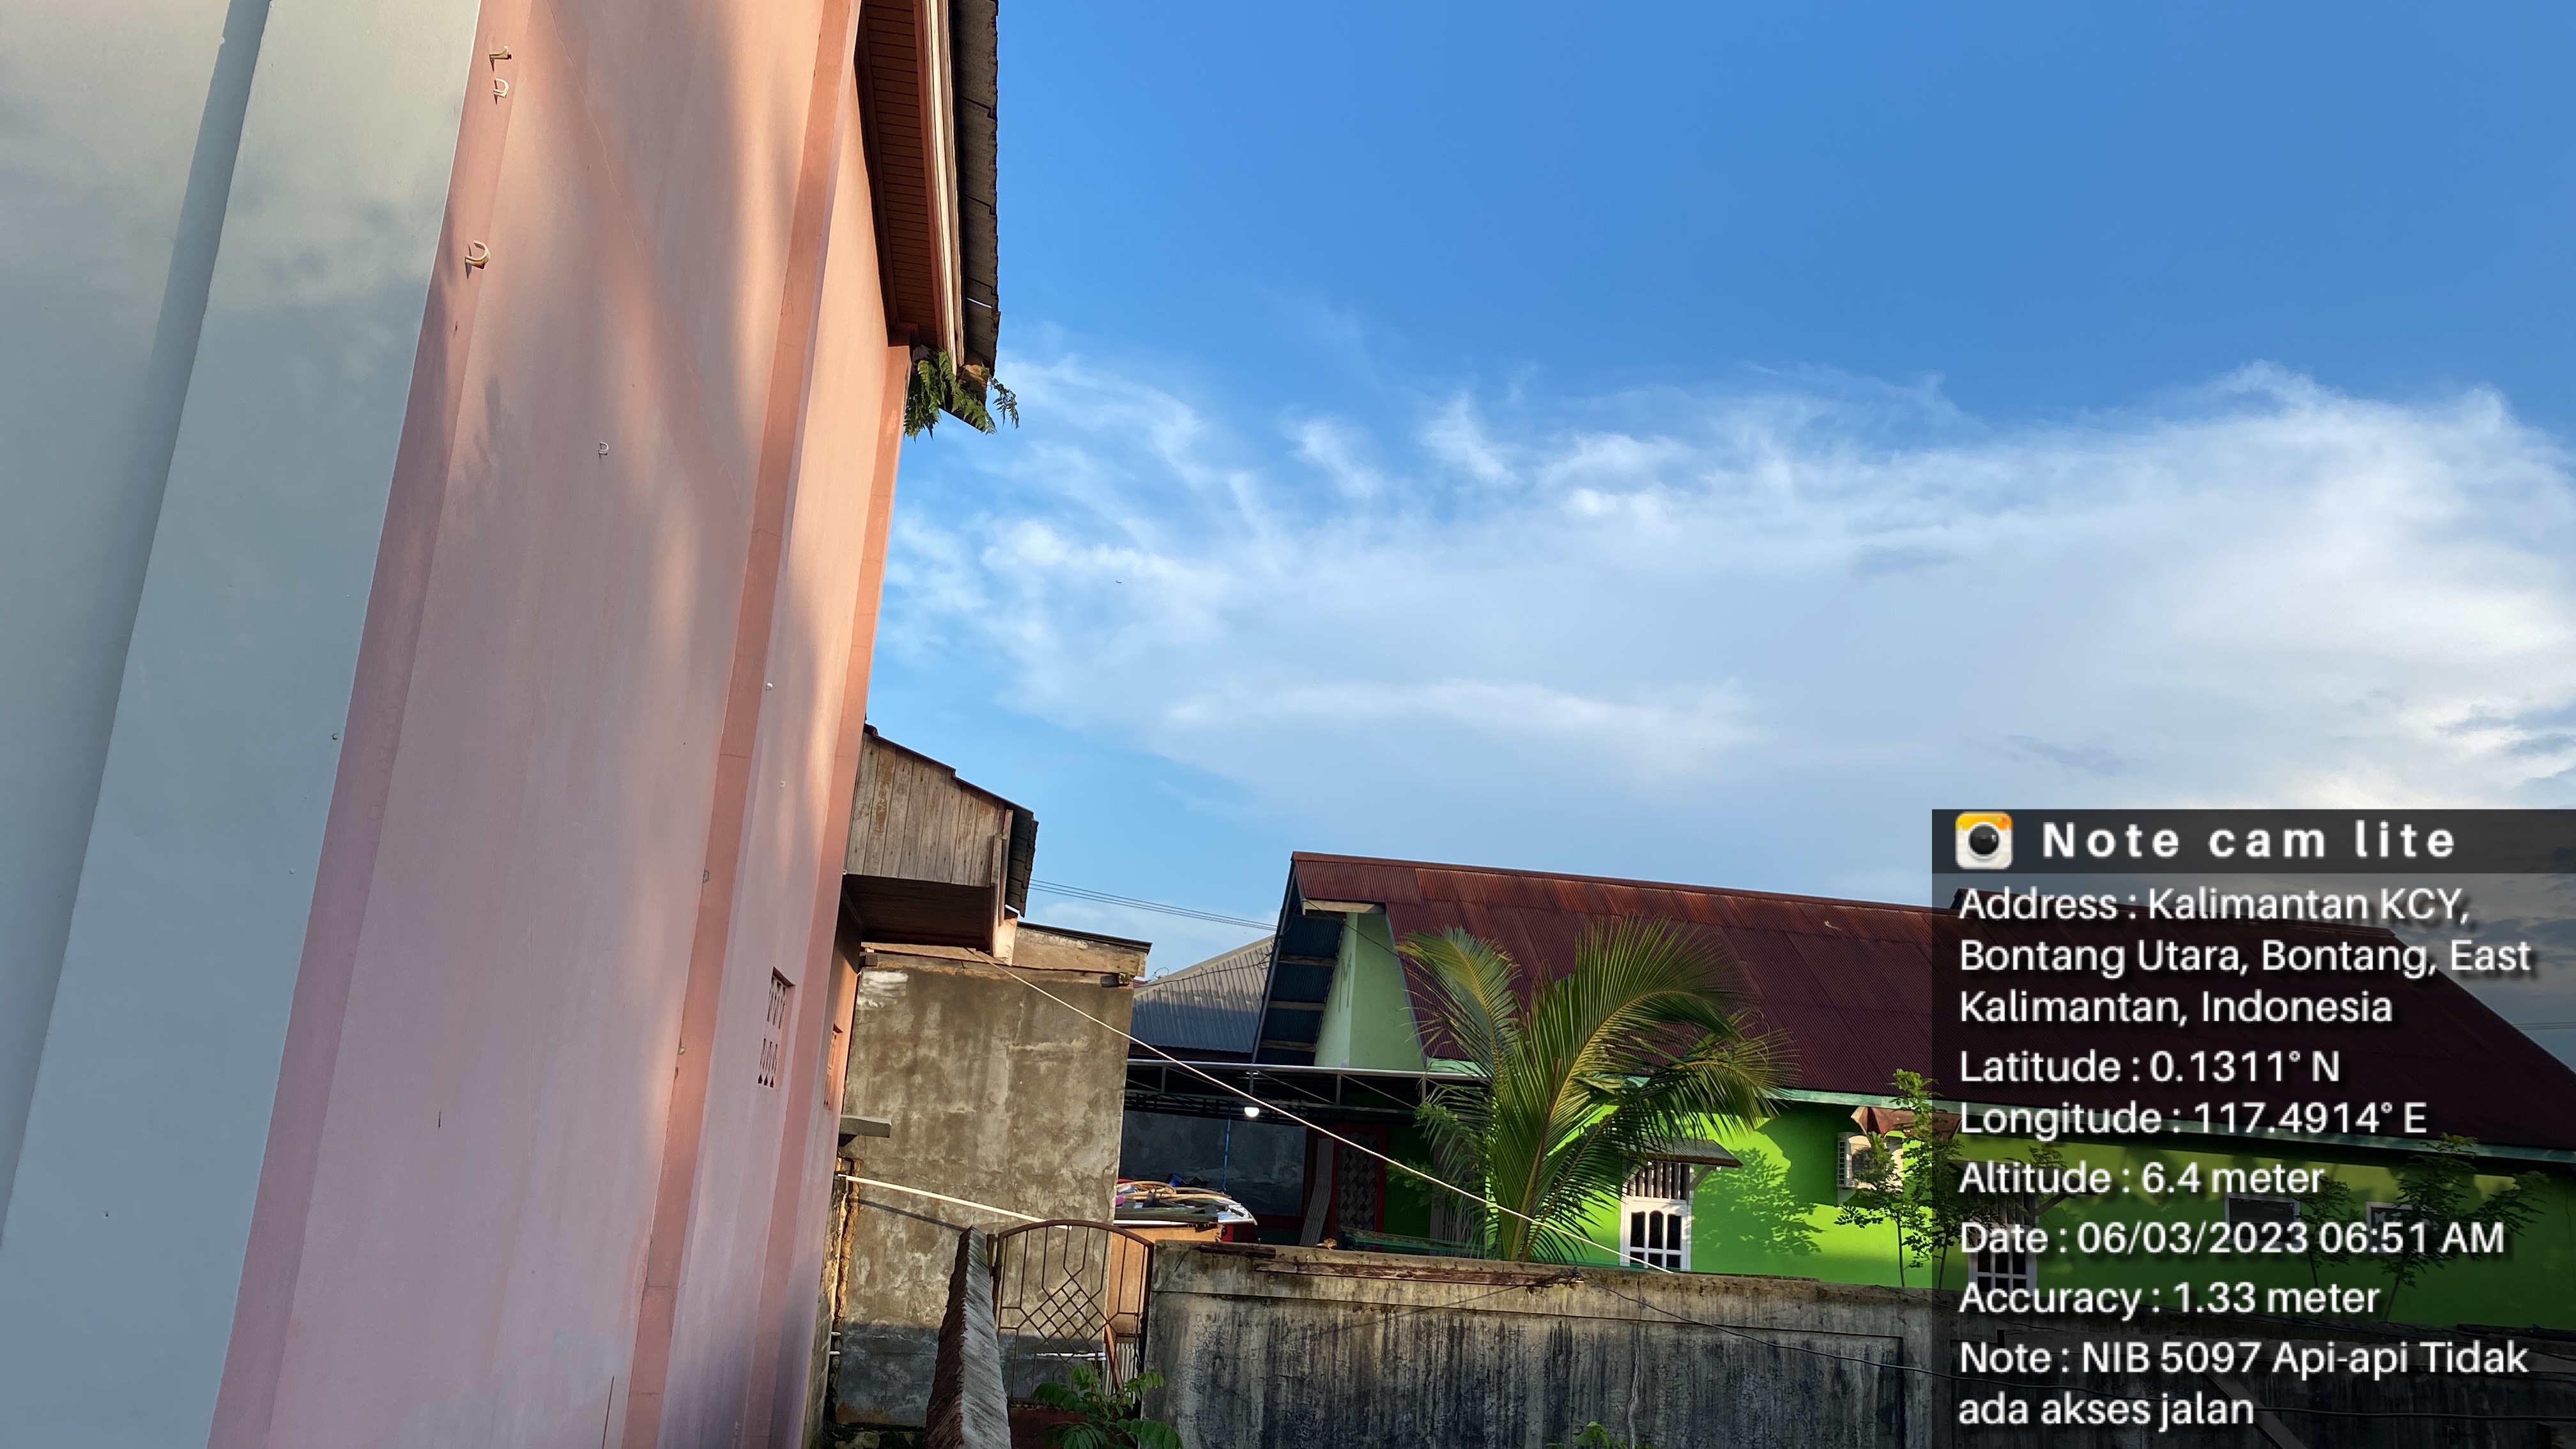 Note cam lite
Address : Kalimantan KCY,
Bontang Utara, Bontang, East
Kalimantan, Indonesia
Latitude : 0.1311° N
Longitude : 117.4914° E
Altitude : 6.4 meter
Date : 06/03/2023 06:51 AM
Accuracy : 1.33 meter
Note : NIB 5097 Api-api Tidak
ada akses jalan